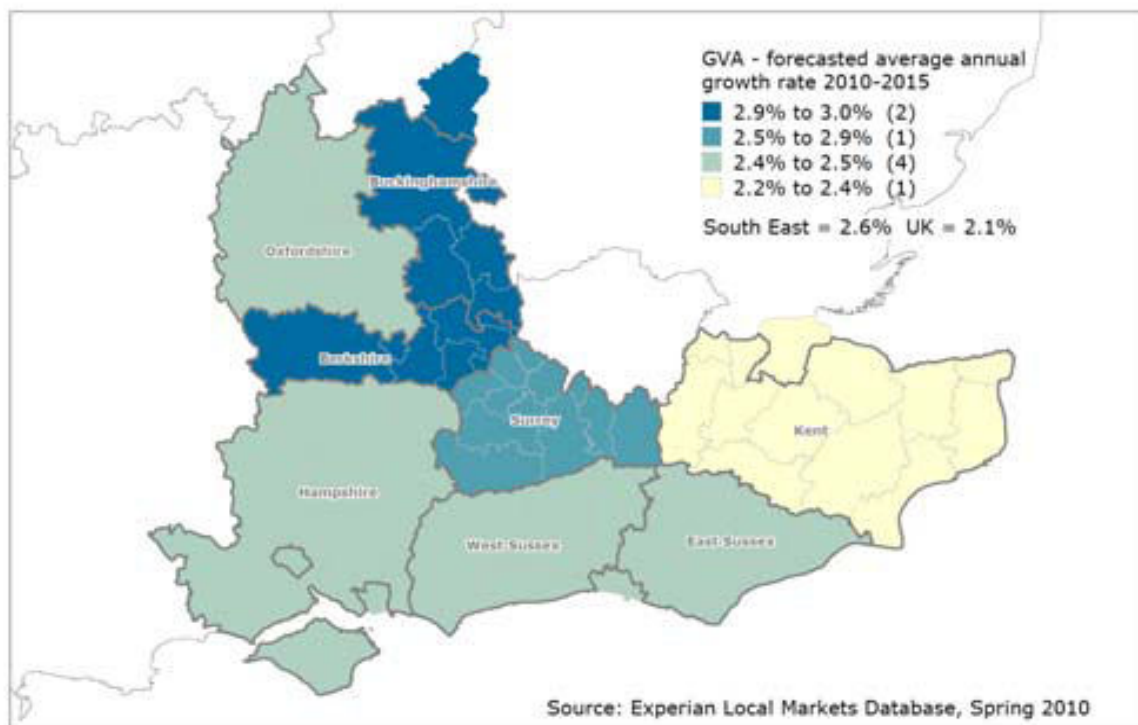 GVA - forecasted average annual
growth rate 2010-2015
2.9% to 3.0% (2)
2.5% to 2.9% (1)
2.4% to 2.5% (4)
2.2% to 2.4% (1)
South East = 2.6% UK = 2.1%
Buckinghamshire
Oxfordshire
Berkshire
Surrey
Kent
Hampshire
West Sussex
East Sussex
Source: Experian Local Markets Database, Spring 2010